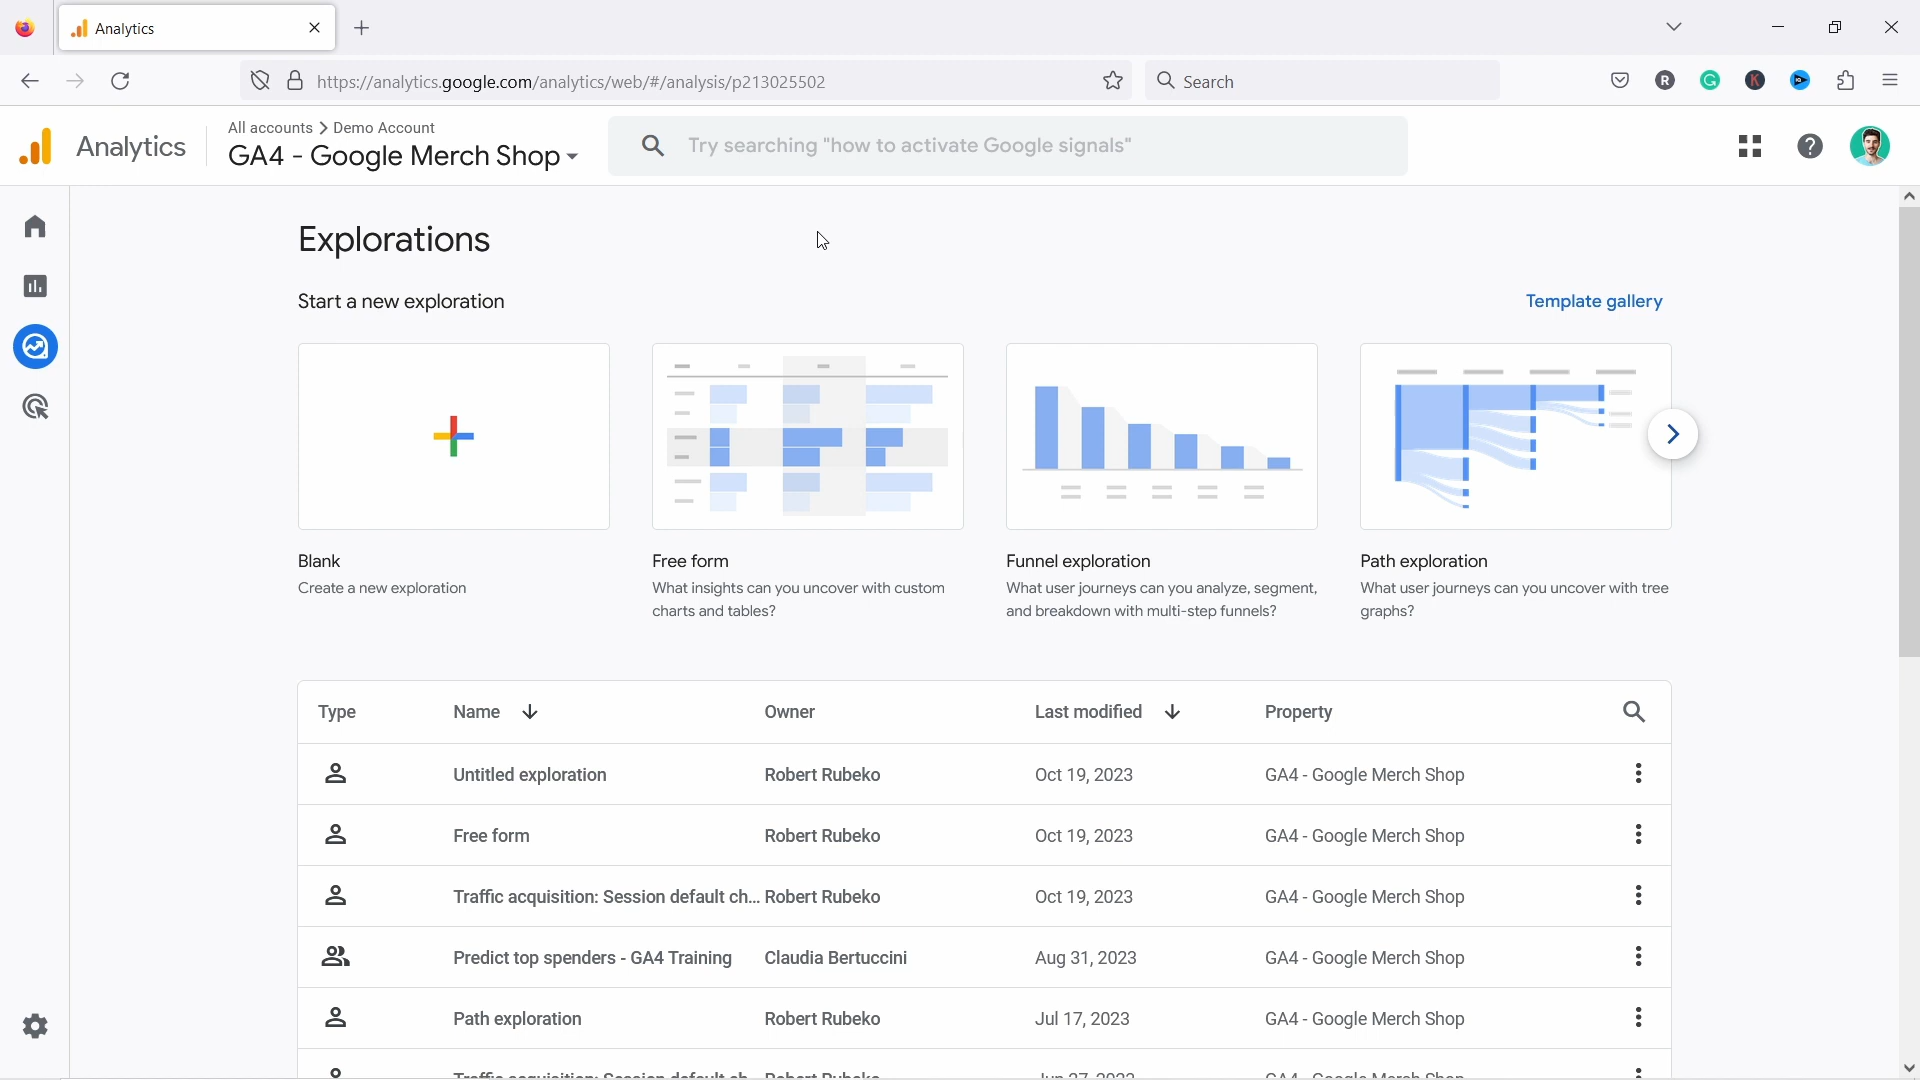 Analytics
https://analytics.google.com/analytics/web/#/analysis/p213025502
Search
R
G
K
Analytics
All accounts > Demo Account
GA4 - Google Merch Shop
Try searching "how to activate Google signals"
Explorations
Start a new exploration
Template gallery
Blank
Create a new exploration
Free form
What insights can you uncover with custom
charts and tables?
Funnel exploration
What user journeys can you analyze, segment,
and breakdown with multi-step funnels?
Path exploration
What user journeys can you uncover with tree
graphs?
Type Name Owner Last modified Property
Untitled exploration Robert Rubeko Oct 19, 2023 GA4 - Google Merch Shop
Free form Robert Rubeko Oct 19, 2023 GA4 - Google Merch Shop
Traffic acquisition: Session default ch... Robert Rubeko Oct 19, 2023 GA4 - Google Merch Shop
Predict top spenders - GA4 Training Claudia Bertuccini Aug 31, 2023 GA4 - Google Merch Shop
Path exploration Robert Rubeko Jul 17, 2023 GA4 - Google Merch Shop